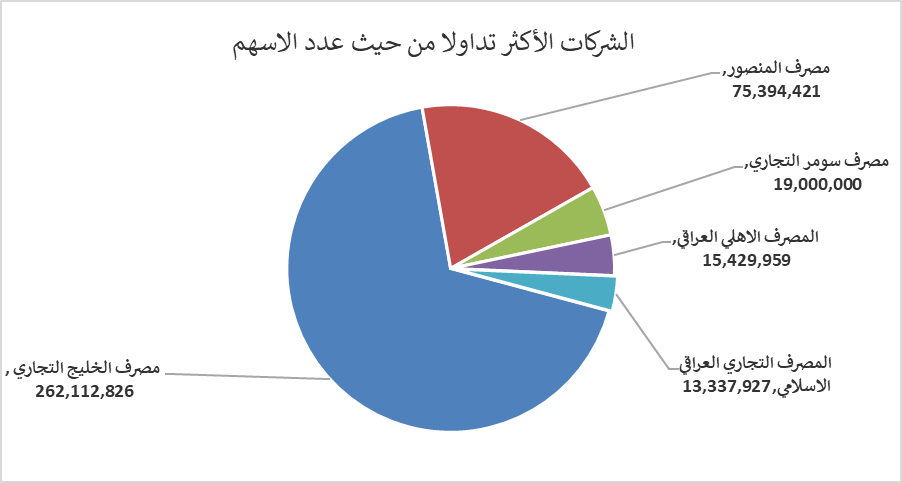 الشركات الأكثر تداولا من حيث عدد الاسهم
مصرف المنصور,
75,394,421
مصرف سومر التجاري,
19,000,000
المصرف الاهلي العراقي,
15,429,959
المصرف التجاري العراقي
الاسلامي, 13,337,927
مصرف الخليج التجاري ,
262,112,826